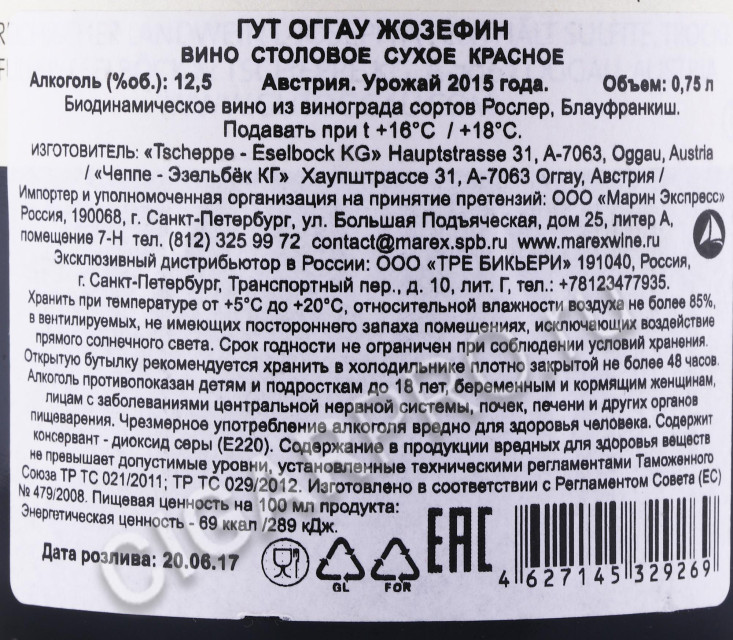 ГУТ ОГГАУ ЖОЗЕФИН
ВИНО СТОЛОВОЕ СУХОЕ КРАСНОЕ
Алкоголь (%об.): 12,5 Австрия. Урожай 2015 года. Объем: 0,75 л
Биодинамическое вино из винограда сортов Рослер, Блауфранкиш.
Подавать при t +16°C / +18°C.
ИЗГОТОВИТЕЛЬ: «Tscheppe - Eselbock KG» Hauptstrasse 31, A-7063, Oggau, Austria
/ «Чеппе - Эзельбёк КГ» Хауптштрассе 31, А-7063 Оггау, Австрия /
Импортер и уполномоченная организация на принятие претензий: ООО «Марин Экспресс»
Россия, 190068, г. Санкт-Петербург, ул. Большая Подъяческая, дом 25, литер А,
помещение 7-Н тел. (812) 325 99 72 contact@marex.spb.ru www.marexwine.ru
Эксклюзивный дистрибьютор в России: ООО «ТРЕ БИКЬЕРИ» 191040, Россия,
г. Санкт-Петербург, Транспортный пер., д. 10, лит. Г, тел.: +78123477935.
Хранить при температуре от +5°C до +20°C, относительной влажности воздуха не более 85%,
в вентилируемых, не имеющих постороннего запаха помещениях, исключающих воздействие
прямого солнечного света. Срок годности не ограничен при соблюдении условий хранения.
Открытую бутылку рекомендуется хранить в холодильнике плотно закрытой не более 48 часов.
Алкоголь противопоказан детям и подросткам до 18 лет, беременным и кормящим женщинам,
лицам с заболеваниями центральной нервной системы, почек, печени и других органов
пищеварения. Чрезмерное употребление алкоголя вредно для здоровья человека. Содержит
консервант - диоксид серы (Е220). Содержание в продукции вредных для здоровья веществ
не превышает допустимые уровни, установленные техническими регламентами Таможенного
Союза ТР ТС 021/2011; ТР ТС 029/2012. Изготовлено в соответствии с Регламентом Совета (ЕС)
№ 479/2008. Пищевая ценность на 100 мл продукта:
Энергетическая ценность - 69 ккал /289 кДж.
Дата розлива: 20.06.17
GL FOR
EAC
4 627145 329269
CIGARPRO.RU